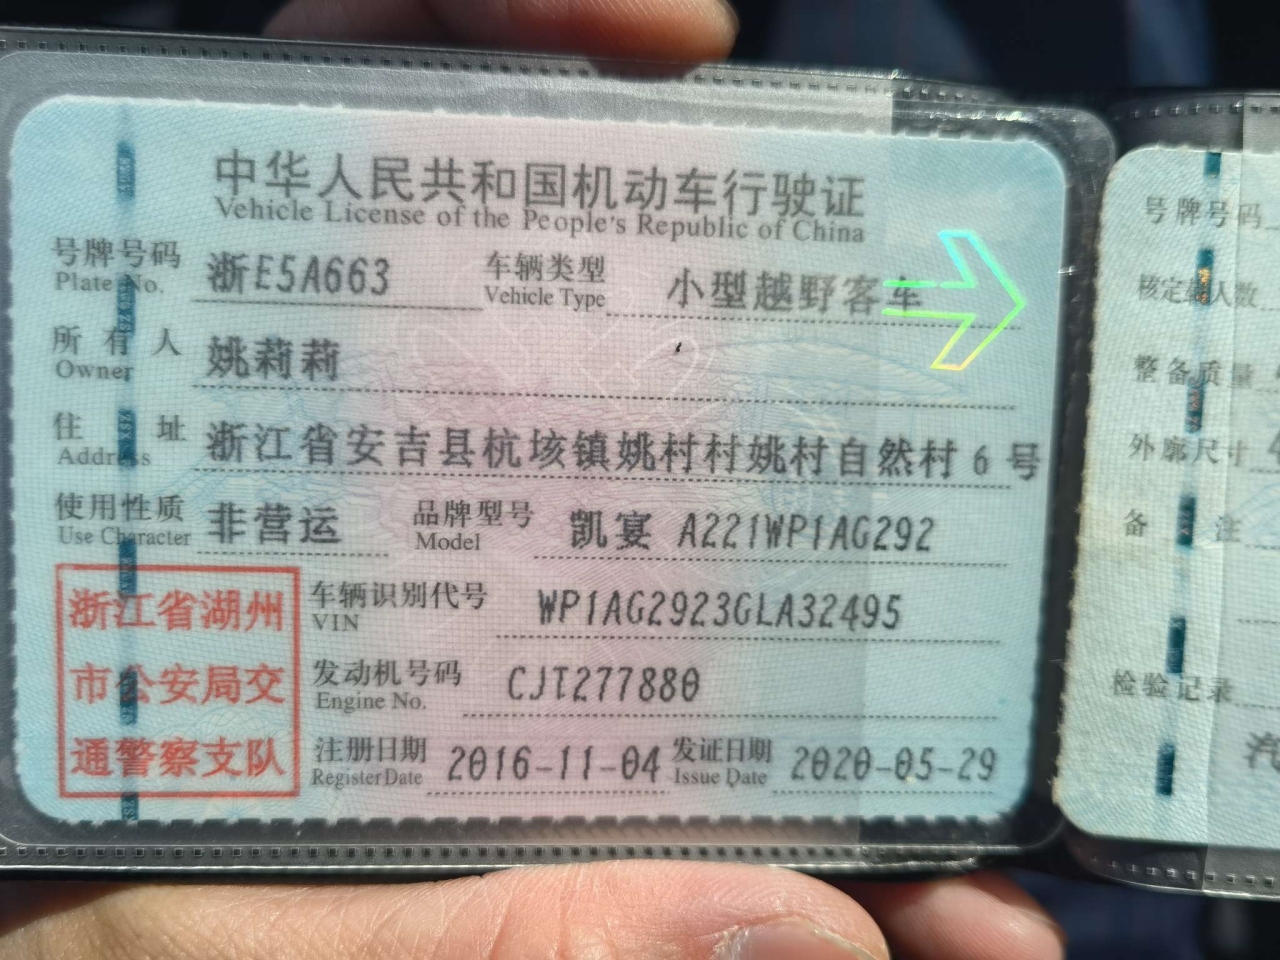 中华人民共和国机动车行驶证
Vehicle License of the People's Republic of China
号牌号码 浙E5A663 车辆类型 小型越野客车
Plate No. Vehicle Type
所有人 姚莉莉
Owner
住址 浙江省安吉县杭垓镇姚村村姚村自然村6号
Address
使用性质 非营运 品牌型号 凯宴 A221WP1AG292
Use Character Model
车辆识别代号 WP1AG2923GLA32495
VIN
发动机号码 CJT277880
Engine No.
注册日期 2016-11-04 发证日期 2020-05-29
Register Date Issue Date
浙江省湖州
市公安局交
通警察支队
号牌号码
核定载人数
整备质量
外廓尺寸
备注
检验记录